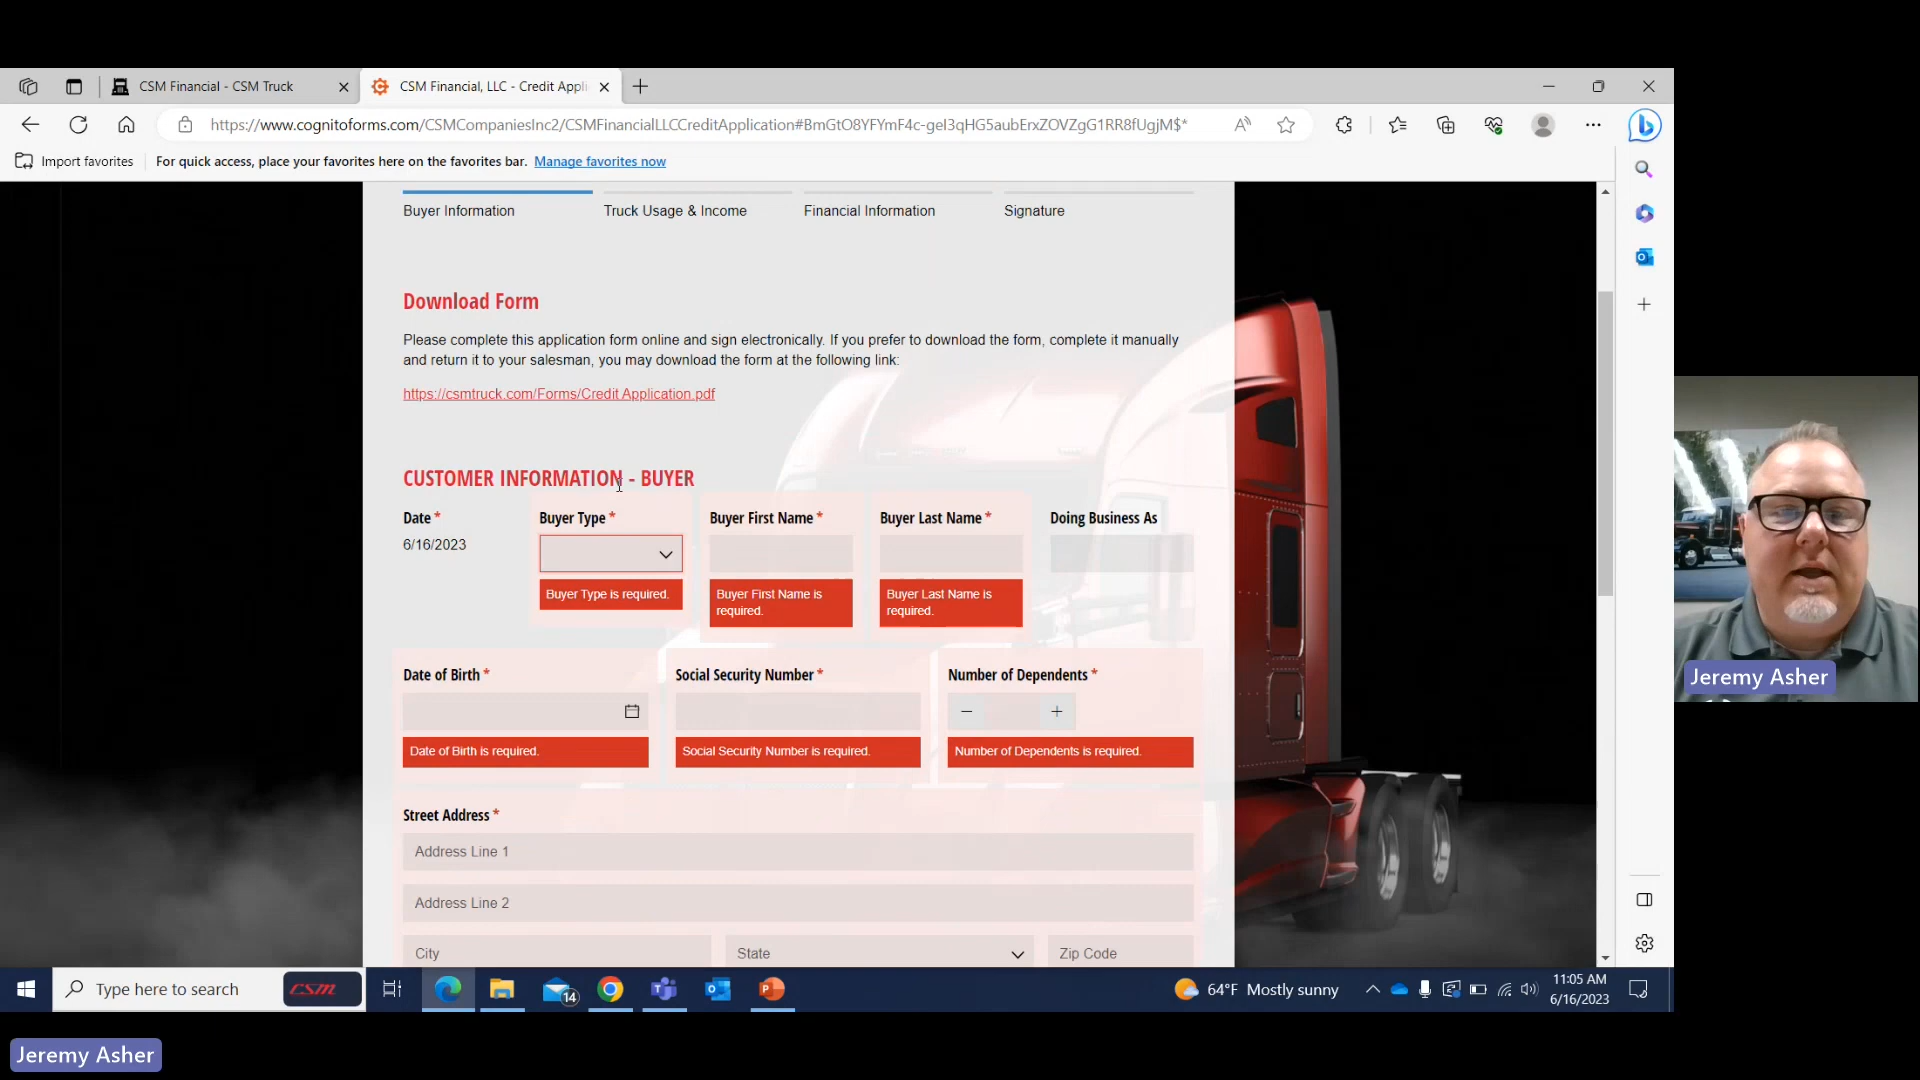 CSM Financial - CSM Truck
CSM Financial, LLC - Credit Appli
https://www.cognitoforms.com/CSMCompaniesInc2/CSMFinancialLLCCreditApplication#BmGtO8YFYmF4c-geI3qHG5aubErxZOVZgG1RR8fUgjM$*
Import favorites
For quick access, place your favorites here on the favorites bar. Manage favorites now
Buyer Information
Truck Usage & Income
Financial Information
Signature
Download Form
Please complete this application form online and sign electronically. If you prefer to download the form, complete it manually
and return it to your salesman, you may download the form at the following link:
https://csmtruck.com/Forms/Credit Application.pdf
CUSTOMER INFORMATION - BUYER
Date *
Buyer Type *
Buyer First Name *
Buyer Last Name *
Doing Business As
6/16/2023
Buyer Type is required.
Buyer First Name is
required.
Buyer Last Name is
required.
Date of Birth *
Social Security Number *
Number of Dependents *
Date of Birth is required.
Social Security Number is required.
Number of Dependents is required.
Street Address *
Address Line 1
Address Line 2
City
State
Zip Code
Jeremy Asher
Type here to search
csm
14
64°F Mostly sunny
11:05 AM
6/16/2023
Jeremy Asher